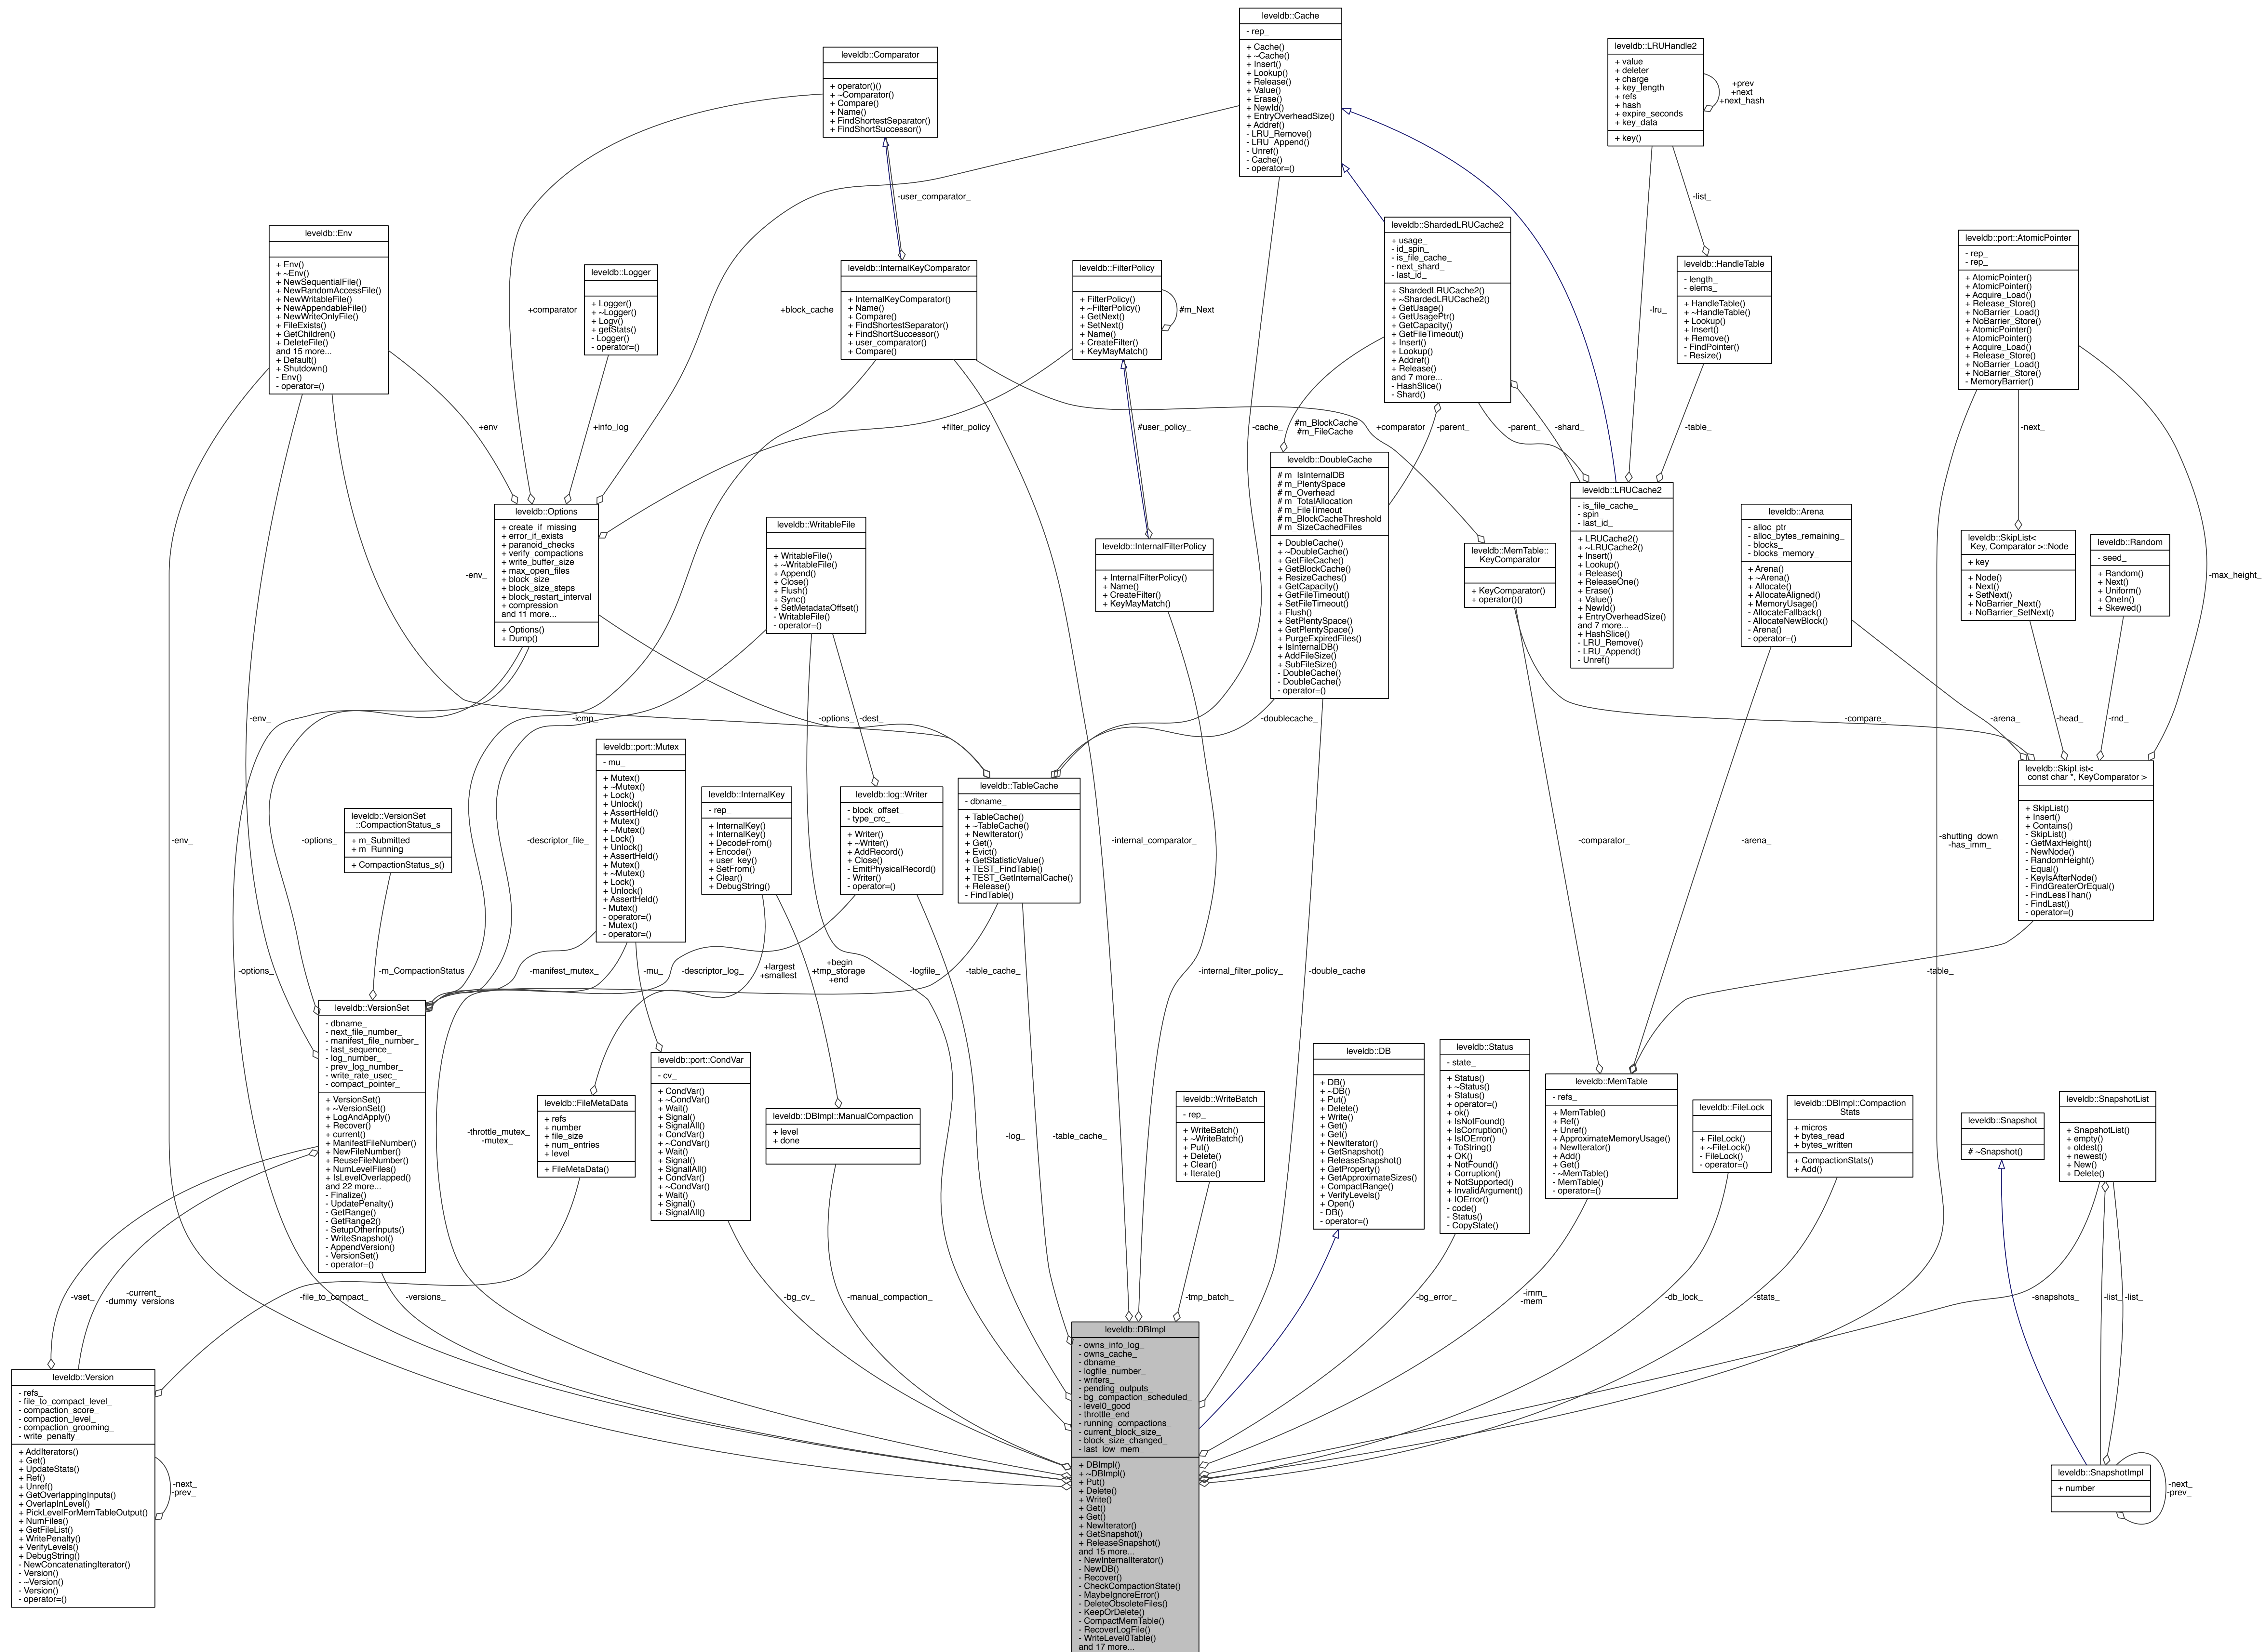 leveldb::Cache
- rep_
+ Cache()
+ ~Cache()
+ Insert()
+ Lookup()
+ Release()
+ Value()
+ Erase()
+ NewId()
+ EntryOverheadSize()
+ Addref()
- LRU_Remove()
- LRU_Append()
- Unref()
- Cache()
- operator=()
leveldb::Comparator
+ operator()()
+ ~Comparator()
+ Compare()
+ Name()
+ FindShortestSeparator()
+ FindShortSuccessor()
leveldb::LRUHandle2
+ value
+ deleter
+ charge
+ key_length
+ refs
+ hash
+ expire_seconds
+ key_data
+ key()
+prev
+next
+next_hash
-user_comparator_
-list_
leveldb::Env
+ Env()
+ ~Env()
+ NewSequentialFile()
+ NewRandomAccessFile()
+ NewWritableFile()
+ NewAppendableFile()
+ NewWriteOnlyFile()
+ FileExists()
+ GetChildren()
+ DeleteFile()
and 15 more...
+ Default()
+ Shutdown()
- Env()
- operator=()
leveldb::Logger
+ Logger()
+ ~Logger()
+ Logv()
+ getStats()
- Logger()
- operator=()
leveldb::InternalKeyComparator
+ InternalKeyComparator()
+ Name()
+ Compare()
+ FindShortestSeparator()
+ FindShortSuccessor()
+ user_comparator()
+ Compare()
leveldb::FilterPolicy
+ FilterPolicy()
+ ~FilterPolicy()
+ GetNext()
+ SetNext()
+ Name()
+ CreateFilter()
+ KeyMayMatch()
#m_Next
leveldb::ShardedLRUCache2
+ usage_
- id_spin_
- is_file_cache_
- next_shard_
- last_id_
+ ShardedLRUCache2()
+ ~ShardedLRUCache2()
+ GetUsage()
+ GetUsagePtr()
+ GetCapacity()
+ GetFileTimeout()
+ Insert()
+ Lookup()
+ Addref()
+ Release()
and 7 more...
- HashSlice()
- Shard()
leveldb::HandleTable
- length_
- elems_
+ HandleTable()
+ ~HandleTable()
+ Lookup()
+ Insert()
+ Remove()
- FindPointer()
- Resize()
leveldb::port::AtomicPointer
- rep_
- rep_
+ AtomicPointer()
+ AtomicPointer()
+ Acquire_Load()
+ Release_Store()
+ NoBarrier_Load()
+ NoBarrier_Store()
+ AtomicPointer()
+ AtomicPointer()
+ Acquire_Load()
+ Release_Store()
+ NoBarrier_Load()
+ NoBarrier_Store()
- MemoryBarrier()
+comparator
+block_cache
-lru_
+env
+info_log
+filter_policy
#user_policy_
-cache_
#m_BlockCache
#m_FileCache
+comparator
-parent_
-parent_
-shard_
-table_
-next_
-max_height_
leveldb::Options
+ create_if_missing
+ error_if_exists
+ paranoid_checks
+ verify_compactions
+ write_buffer_size
+ max_open_files
+ block_size
+ block_size_steps
+ block_restart_interval
+ compression
and 11 more...
+ Options()
+ Dump()
leveldb::WritableFile
+ WritableFile()
+ ~WritableFile()
+ Append()
+ Close()
+ Flush()
+ Sync()
+ SetMetadataOffset()
- WritableFile()
- operator=()
leveldb::InternalFilterPolicy
+ InternalFilterPolicy()
+ Name()
+ CreateFilter()
+ KeyMayMatch()
leveldb::DoubleCache
# m_IsInternalDB
# m_PlentySpace
# m_Overhead
# m_TotalAllocation
# m_FileTimeout
# m_BlockCacheThreshold
# m_SizeCachedFiles
+ DoubleCache()
+ ~DoubleCache()
+ GetFileCache()
+ GetBlockCache()
+ ResizeCaches()
+ GetCapacity()
+ GetFileTimeout()
+ SetFileTimeout()
+ Flush()
+ SetPlentySpace()
+ GetPlentySpace()
+ PurgeExpiredFiles()
+ IsInternalDB()
+ AddFileSize()
+ SubFileSize()
- DoubleCache()
- DoubleCache()
- operator=()
leveldb::MemTable::
KeyComparator
+ KeyComparator()
+ operator()()
leveldb::LRUCache2
- is_file_cache_
- spin_
- last_id_
+ LRUCache2()
+ ~LRUCache2()
+ Insert()
+ Lookup()
+ Release()
+ ReleaseOne()
+ Erase()
+ Value()
+ NewId()
+ EntryOverheadSize()
and 7 more...
+ HashSlice()
- LRU_Remove()
- LRU_Append()
- Unref()
leveldb::Arena
- alloc_ptr_
- alloc_bytes_remaining_
- blocks_
- blocks_memory_
+ Arena()
+ ~Arena()
+ Allocate()
+ AllocateAligned()
+ MemoryUsage()
- AllocateFallback()
- AllocateNewBlock()
- Arena()
- operator=()
leveldb::SkipList<
Key, Comparator >::Node
+ key
+ Node()
+ Next()
+ SetNext()
+ NoBarrier_Next()
+ NoBarrier_SetNext()
leveldb::Random
- seed_
+ Random()
+ Next()
+ Uniform()
+ OneIn()
+ Skewed()
-env_
-env_
-icmp_
-options_
-dest_
-doublecache_
-compare_
-arena_
-head_
-rnd_
leveldb::port::Mutex
- mu_
+ Mutex()
+ ~Mutex()
+ Lock()
+ Unlock()
+ AssertHeld()
+ Mutex()
+ ~Mutex()
+ Lock()
+ Unlock()
+ AssertHeld()
+ Mutex()
+ ~Mutex()
+ Lock()
+ Unlock()
+ AssertHeld()
- Mutex()
- operator=()
- Mutex()
- operator=()
leveldb::VersionSet
::CompactionStatus_s
+ m_Submitted
+ m_Running
+ CompactionStatus_s()
leveldb::InternalKey
- rep_
+ InternalKey()
+ InternalKey()
+ DecodeFrom()
+ Encode()
+ user_key()
+ SetFrom()
+ Clear()
+ DebugString()
leveldb::log::Writer
- block_offset_
- type_crc_
+ Writer()
+ ~Writer()
+ AddRecord()
+ Close()
- EmitPhysicalRecord()
- Writer()
- operator=()
leveldb::TableCache
- dbname_
+ TableCache()
+ ~TableCache()
+ NewIterator()
+ Get()
+ Evict()
+ GetStatisticValue()
+ TEST_FindTable()
+ TEST_GetInternalCache()
+ Release()
- FindTable()
leveldb::SkipList<
const char *, KeyComparator >
+ SkipList()
+ Insert()
+ Contains()
- SkipList()
- GetMaxHeight()
- NewNode()
- RandomHeight()
- Equal()
- KeyIsAfterNode()
- FindGreaterOrEqual()
- FindLessThan()
- FindLast()
- operator=()
-env_
-options_
-descriptor_file_
-internal_comparator_
-comparator_
-arena_
-shutting_down_
-has_imm_
-options_
-m_CompactionStatus
-manifest_mutex_
-mu_
-descriptor_log_
+largest
+smallest
+begin
+tmp_storage
+end
-logfile_
-table_cache_
-internal_filter_policy_
-double_cache
-table_
leveldb::VersionSet
- dbname_
- next_file_number_
- manifest_file_number_
- last_sequence_
- log_number_
- prev_log_number_
- write_rate_usec_
- compact_pointer_
+ VersionSet()
+ ~VersionSet()
+ LogAndApply()
+ Recover()
+ current()
+ ManifestFileNumber()
+ NewFileNumber()
+ ReuseFileNumber()
+ NumLevelFiles()
+ IsLevelOverlapped()
and 22 more...
- Finalize()
- UpdatePenalty()
- GetRange()
- GetRange2()
- SetupOtherInputs()
- WriteSnapshot()
- AppendVersion()
- VersionSet()
- operator=()
-throttle_mutex_
-mutex_
leveldb::FileMetaData
+ refs
+ number
+ file_size
+ num_entries
+ level
+ FileMetaData()
leveldb::port::CondVar
- cv_
+ CondVar()
+ ~CondVar()
+ Wait()
+ Signal()
+ SignalAll()
+ CondVar()
+ ~CondVar()
+ Wait()
+ Signal()
+ SignallAll()
+ CondVar()
+ ~CondVar()
+ Wait()
+ Signal()
+ SignalAll()
leveldb::DBImpl::ManualCompaction
+ level
+ done
-log_
-table_cache_
leveldb::WriteBatch
- rep_
+ WriteBatch()
+ ~WriteBatch()
+ Put()
+ Delete()
+ Clear()
+ Iterate()
leveldb::DB
+ DB()
+ ~DB()
+ Put()
+ Delete()
+ Write()
+ Get()
+ Get()
+ NewIterator()
+ GetSnapshot()
+ ReleaseSnapshot()
+ GetProperty()
+ GetApproximateSizes()
+ CompactRange()
+ VerifyLevels()
+ Open()
- DB()
- operator=()
leveldb::Status
- state_
+ Status()
+ ~Status()
+ Status()
+ operator=()
+ ok()
+ IsNotFound()
+ IsCorruption()
+ IsIOError()
+ ToString()
+ OK()
+ NotFound()
+ Corruption()
+ NotSupported()
+ InvalidArgument()
+ IOError()
- code()
- Status()
- CopyState()
leveldb::MemTable
- refs_
+ MemTable()
+ Ref()
+ Unref()
+ ApproximateMemoryUsage()
+ NewIterator()
+ Add()
+ Get()
- ~MemTable()
- MemTable()
- operator=()
leveldb::FileLock
+ FileLock()
+ ~FileLock()
- FileLock()
- operator=()
leveldb::DBImpl::Compaction
Stats
+ micros
+ bytes_read
+ bytes_written
+ CompactionStats()
+ Add()
leveldb::Snapshot
# ~Snapshot()
leveldb::SnapshotList
+ SnapshotList()
+ empty()
+ oldest()
+ newest()
+ New()
+ Delete()
-vset_
-current_
-dummy_versions_
-file_to_compact_
-versions_
-bg_cv_
-manual_compaction_
-tmp_batch_
-bg_error_
-imm_
-mem_
-db_lock_
-stats_
-snapshots_
-list_
-list_
leveldb::Version
- refs_
- file_to_compact_level_
- compaction_score_
- compaction_level_
- compaction_grooming_
- write_penalty_
+ AddIterators()
+ Get()
+ UpdateStats()
+ Ref()
+ Unref()
+ GetOverlappingInputs()
+ OverlapInLevel()
+ PickLevelForMemTableOutput()
+ NumFiles()
+ GetFileList()
+ WritePenalty()
+ VerifyLevels()
+ DebugString()
- NewConcatenatingIterator()
- Version()
- ~Version()
- Version()
- operator=()
-next_
-prev_
leveldb::DBImpl
- owns_info_log_
- owns_cache_
- dbname_
- logfile_number_
- writers_
- pending_outputs_
- bg_compaction_scheduled_
- level0_good
- throttle_end
- running_compactions_
- current_block_size_
- block_size_changed_
- last_low_mem_
+ DBImpl()
+ ~DBImpl()
+ Put()
+ Delete()
+ Write()
+ Get()
+ Get()
+ NewIterator()
+ GetSnapshot()
+ ReleaseSnapshot()
and 15 more...
- NewInternalIterator()
- NewDB()
- Recover()
- CheckCompactionState()
- MaybeIgnoreError()
- DeleteObsoleteFiles()
- KeepOrDelete()
- CompactMemTable()
- RecoverLogFile()
- WriteLevel0Table()
and 17 more...
leveldb::SnapshotImpl
+ number_
-next_
-prev_